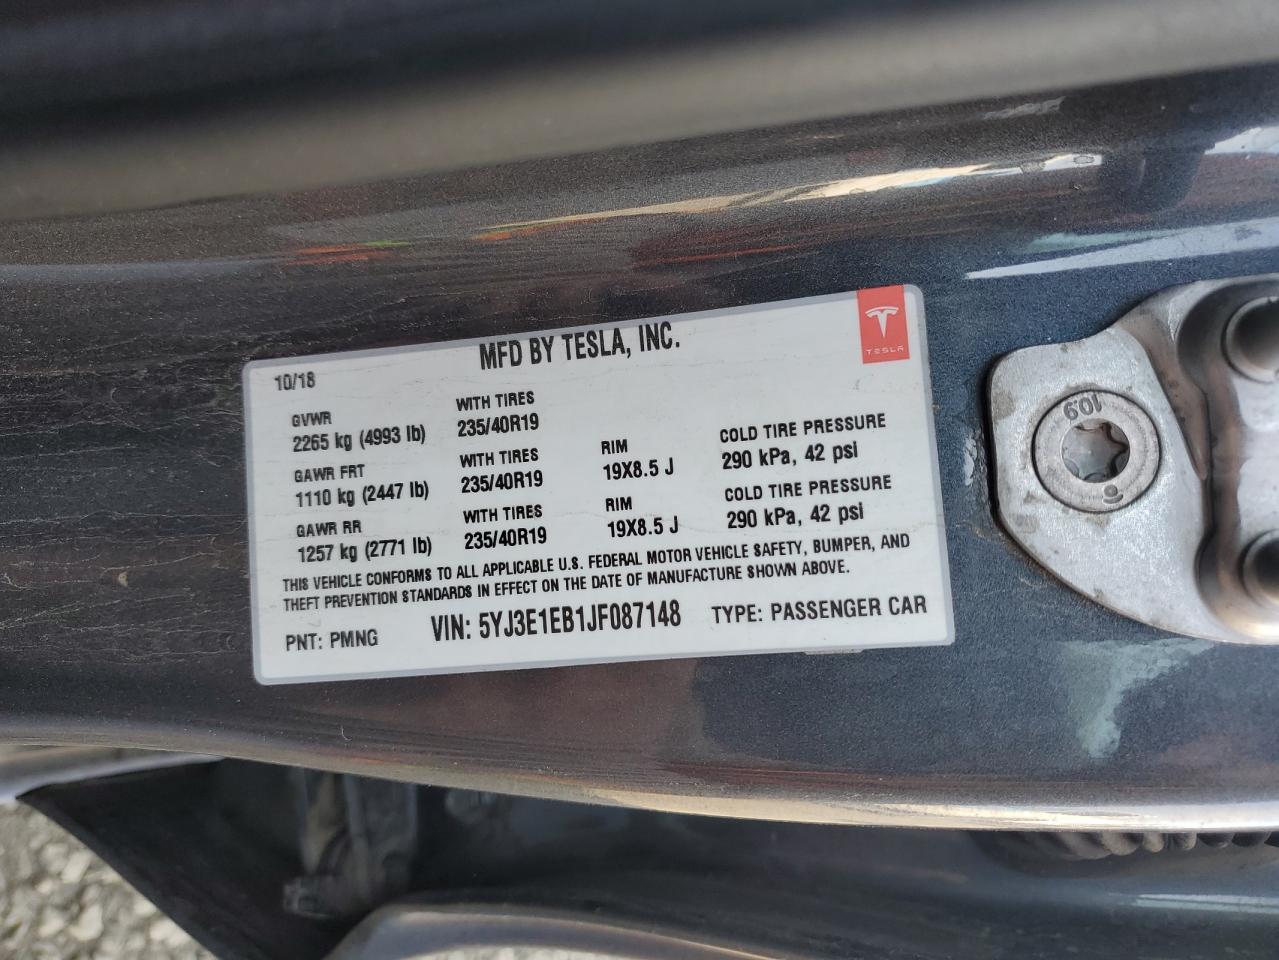 MFD BY TESLA, INC.
TESLA
10/18
GVWR WITH TIRES
2265 kg (4993 lb) 235/40R19
GAWR FRT WITH TIRES RIM COLD TIRE PRESSURE
1110 kg (2447 lb) 235/40R19 19X8.5 J 290 kPa, 42 psi
GAWR RR WITH TIRES RIM COLD TIRE PRESSURE
1257 kg (2771 lb) 235/40R19 19X8.5 J 290 kPa, 42 psi
THIS VEHICLE CONFORMS TO ALL APPLICABLE U.S. FEDERAL MOTOR VEHICLE SAFETY, BUMPER, AND
THEFT PREVENTION STANDARDS IN EFFECT ON THE DATE OF MANUFACTURE SHOWN ABOVE.
PNT: PMNG VIN: 5YJ3E1EB1JF087148 TYPE: PASSENGER CAR
10.9